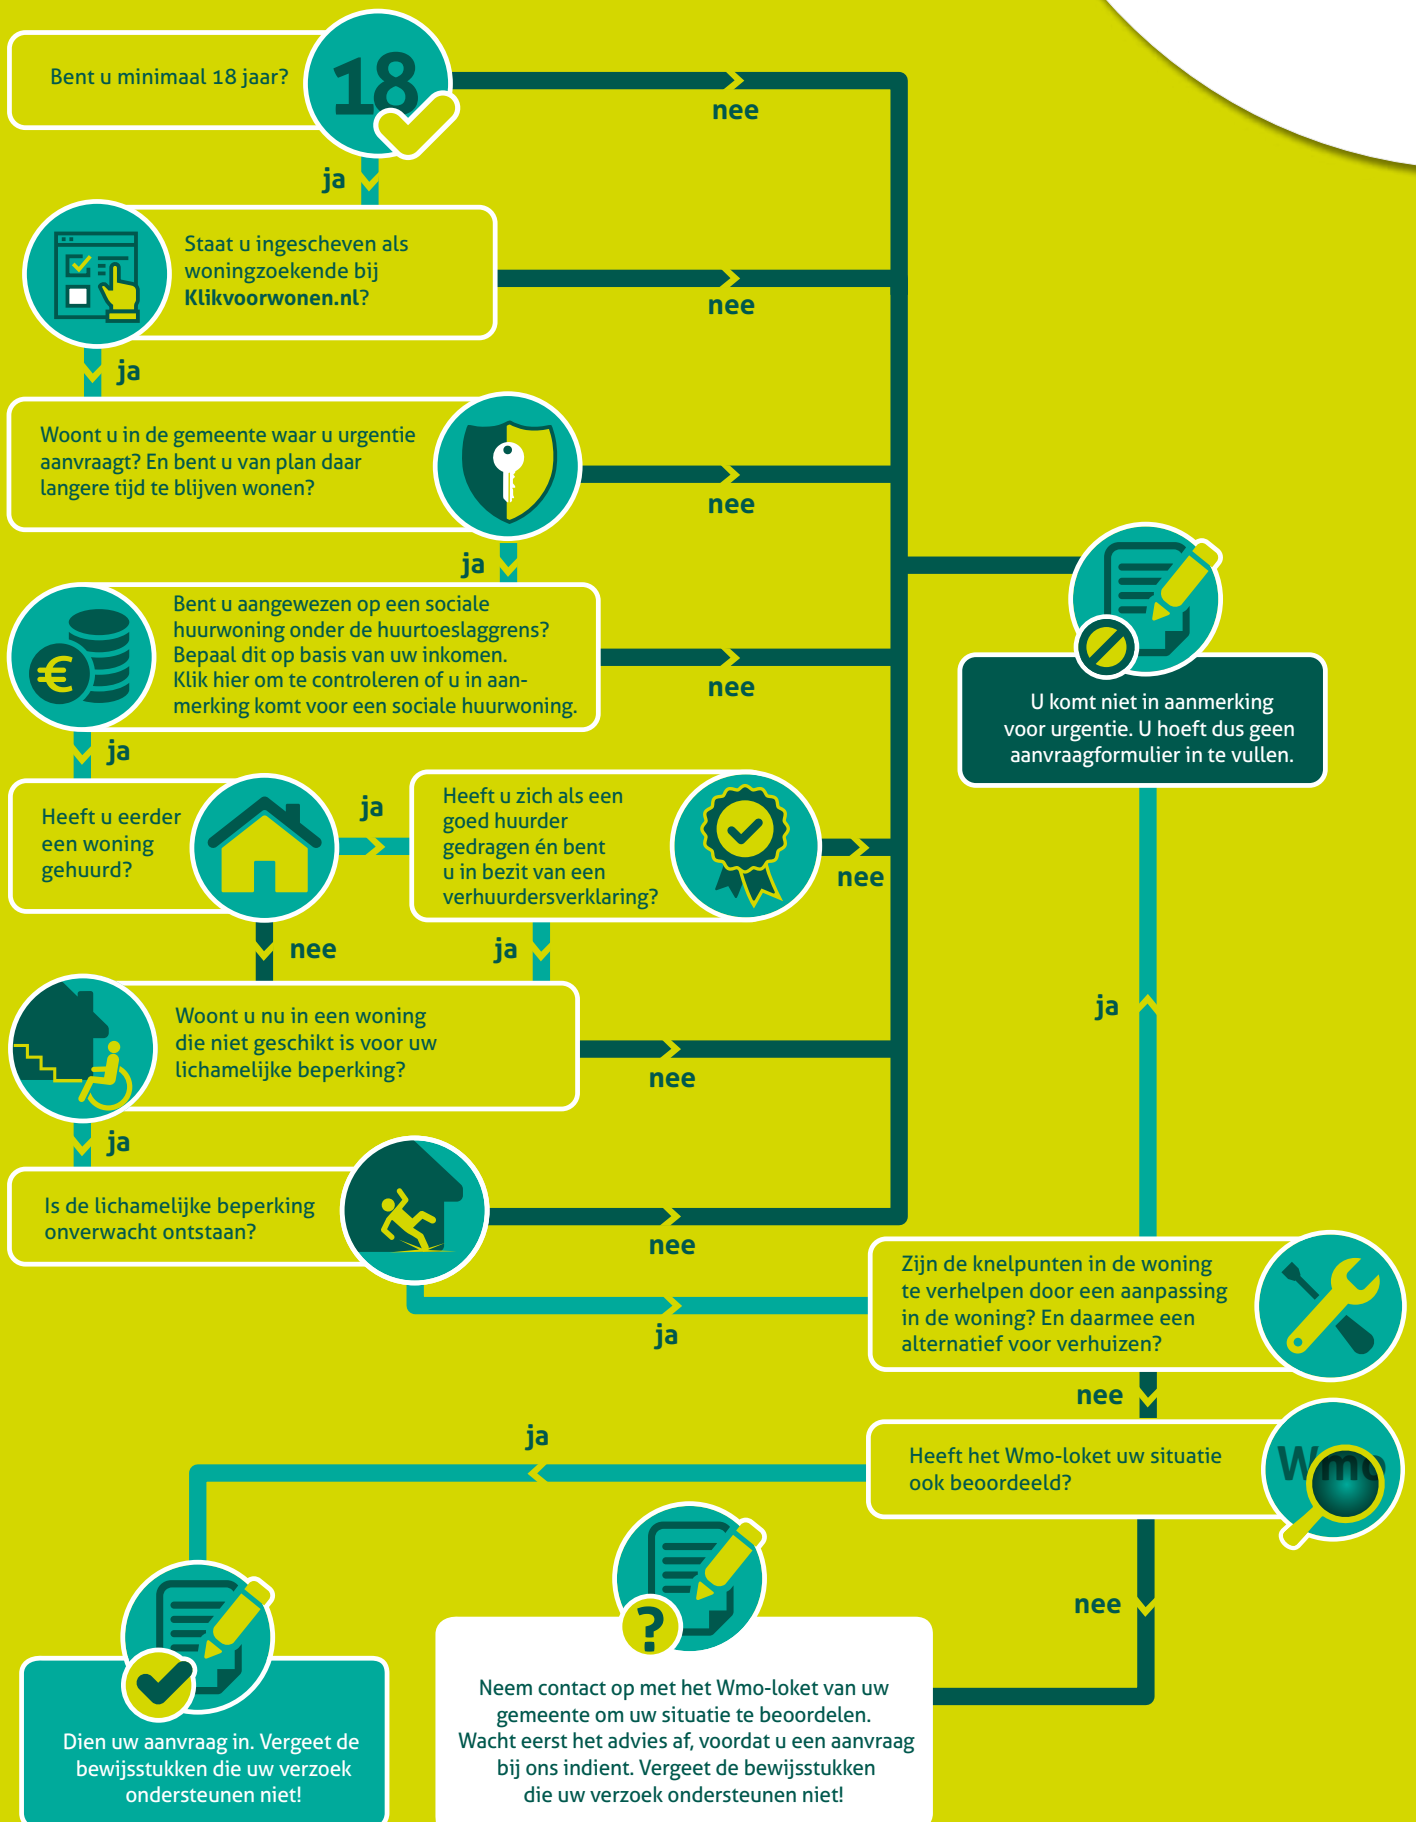 Bent u minimaal 18 jaar?
18
nee
ja
Staat u ingescheven als
woningzoekende bij
Klikvoorwonen.nl?
nee
ja
Woont u in de gemeente waar u urgentie
aanvraagt? En bent u van plan daar
langere tijd te blijven wonen?
nee
ja
Bent u aangewezen op een sociale
huurwoning onder de huurtoeslaggrens?
Bepaal dit op basis van uw inkomen.
Klik hier om te controleren of u in aan-
merking komt voor een sociale huurwoning.
€
nee
ja
U komt niet in aanmerking
voor urgentie. U hoeft dus geen
aanvraagformulier in te vullen.
Heeft u eerder
een woning
gehuurd?
ja
Heeft u zich als een
goed huurder
gedragen én bent
u in bezit van een
verhuurdersverklaring?
nee
nee
ja
Woont u nu in een woning
die niet geschikt is voor uw
lichamelijke beperking?
nee
ja
ja
Is de lichamelijke beperking
onverwacht ontstaan?
nee
ja
Zijn de knelpunten in de woning
te verhelpen door een aanpassing
in de woning? En daarmee een
alternatief voor verhuizen?
nee
Heeft het Wmo-loket uw situatie
ook beoordeeld?
Wmo
ja
nee
?
Dien uw aanvraag in. Vergeet de
bewijsstukken die uw verzoek
ondersteunen niet!
Neem contact op met het Wmo-loket van uw
gemeente om uw situatie te beoordelen.
Wacht eerst het advies af, voordat u een aanvraag
bij ons indient. Vergeet de bewijsstukken
die uw verzoek ondersteunen niet!